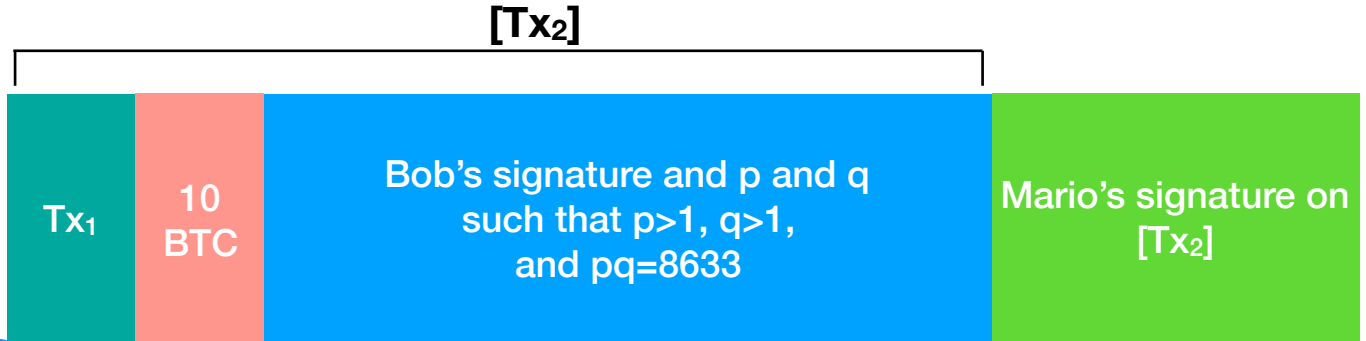 [Tx₂]
Tx₁
10
BTC
Bob’s signature and p and q
such that p>1, q>1,
and pq=8633
Mario’s signature on
[Tx₂]